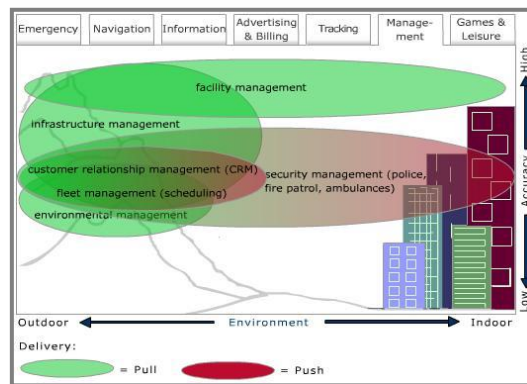 Emergency
Navigation
Information
Advertising
& Billing
Tracking
Manage-
ment
Games &
Leisure
facility management
infrastructure management
customer relationship management (CRM)
security management (police,
fire patrol, ambulances)
fleet management (scheduling)
environmental management
High
Accuracy
Low
Outdoor
Environment
Indoor
Delivery:
= Pull
= Push